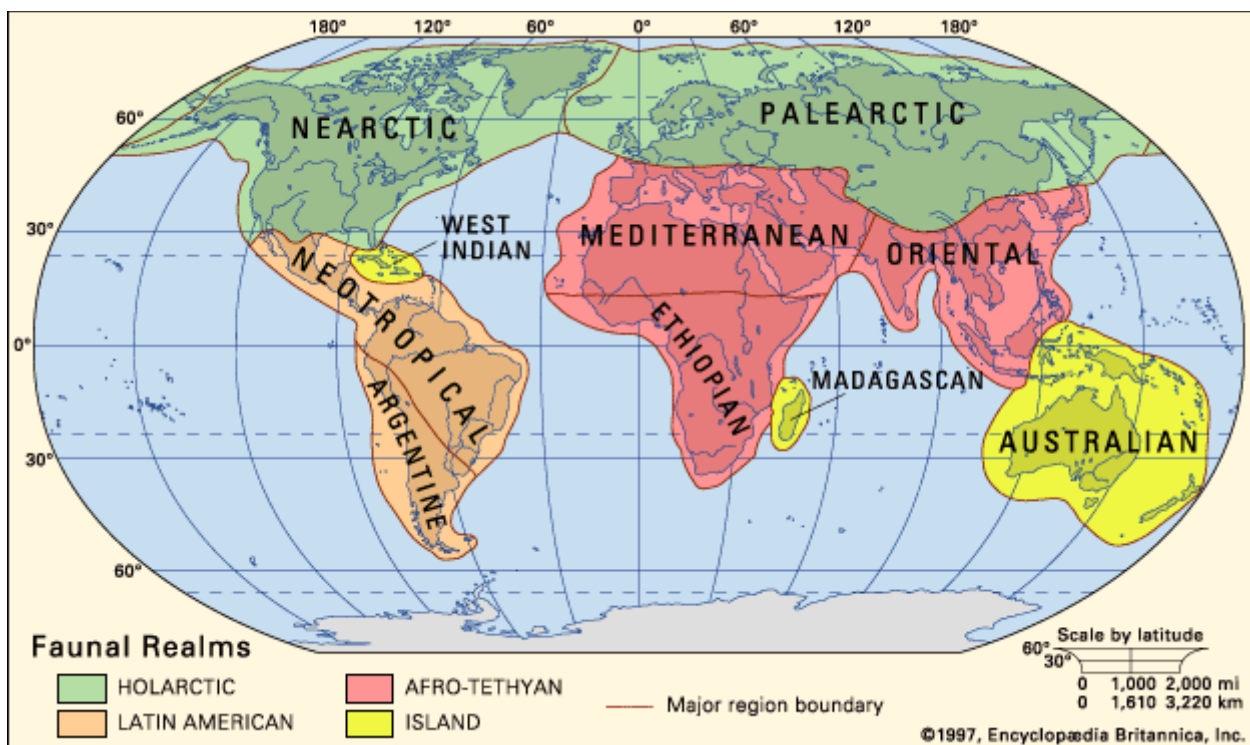 180° 120° 60° 0° 60° 120° 180°
60°
NEARCTIC
PALEARCTIC
30°
WEST
INDIAN
MEDITERRANEAN
ORIENTAL
NEOTROPICAL
ETHIOPIAN
0°
MADAGASCAN
ARGENTINE
AUSTRALIAN
30°
60°
Faunal Realms
HOLARCTIC
LATIN AMERICAN
AFRO-TETHYAN
ISLAND
Major region boundary
Scale by latitude
60°
30°
0 1,000 2,000 mi
0 1,610 3,220 km
©1997, Encyclopædia Britannica, Inc.